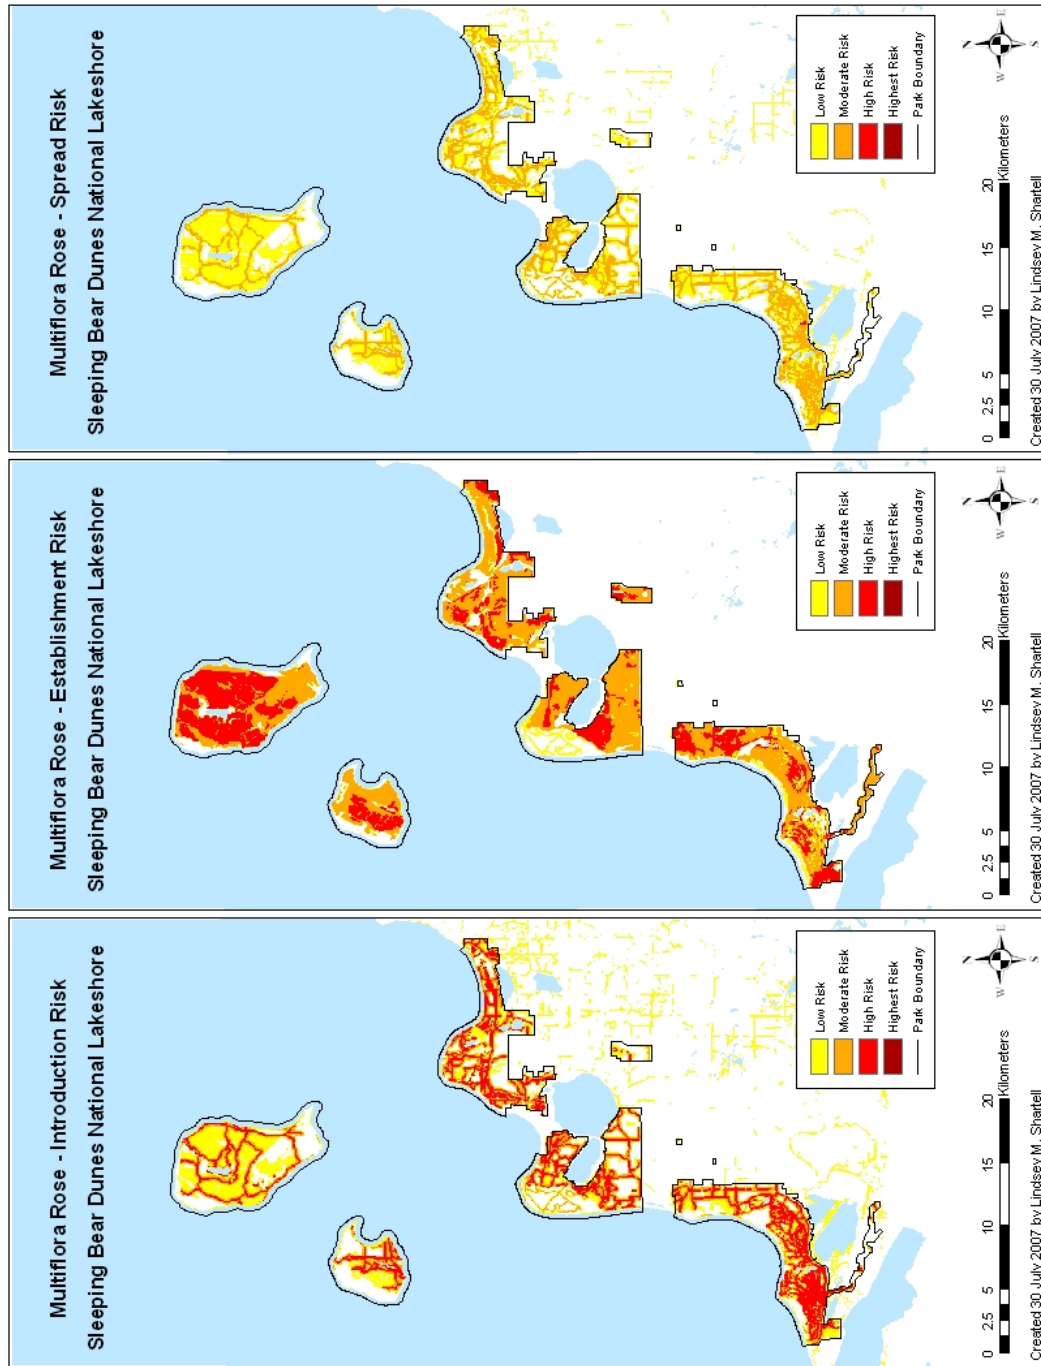 Multiflora Rose - Introduction Risk
Sleeping Bear Dunes National Lakeshore
Low Risk
Moderate Risk
High Risk
Highest Risk
Park Boundary
N
W
E
S
0
2.5
5
10
15
20
Kilometers
Created 30 July 2007 by Lindsey M. Shartell
Multiflora Rose - Establishment Risk
Sleeping Bear Dunes National Lakeshore
Low Risk
Moderate Risk
High Risk
Highest Risk
Park Boundary
N
W
E
S
0
2.5
5
10
15
20
Kilometers
Created 30 July 2007 by Lindsey M. Shartell
Multiflora Rose - Spread Risk
Sleeping Bear Dunes National Lakeshore
Low Risk
Moderate Risk
High Risk
Highest Risk
Park Boundary
N
W
E
S
0
2.5
5
10
15
20
Kilometers
Created 30 July 2007 by Lindsey M. Shartell